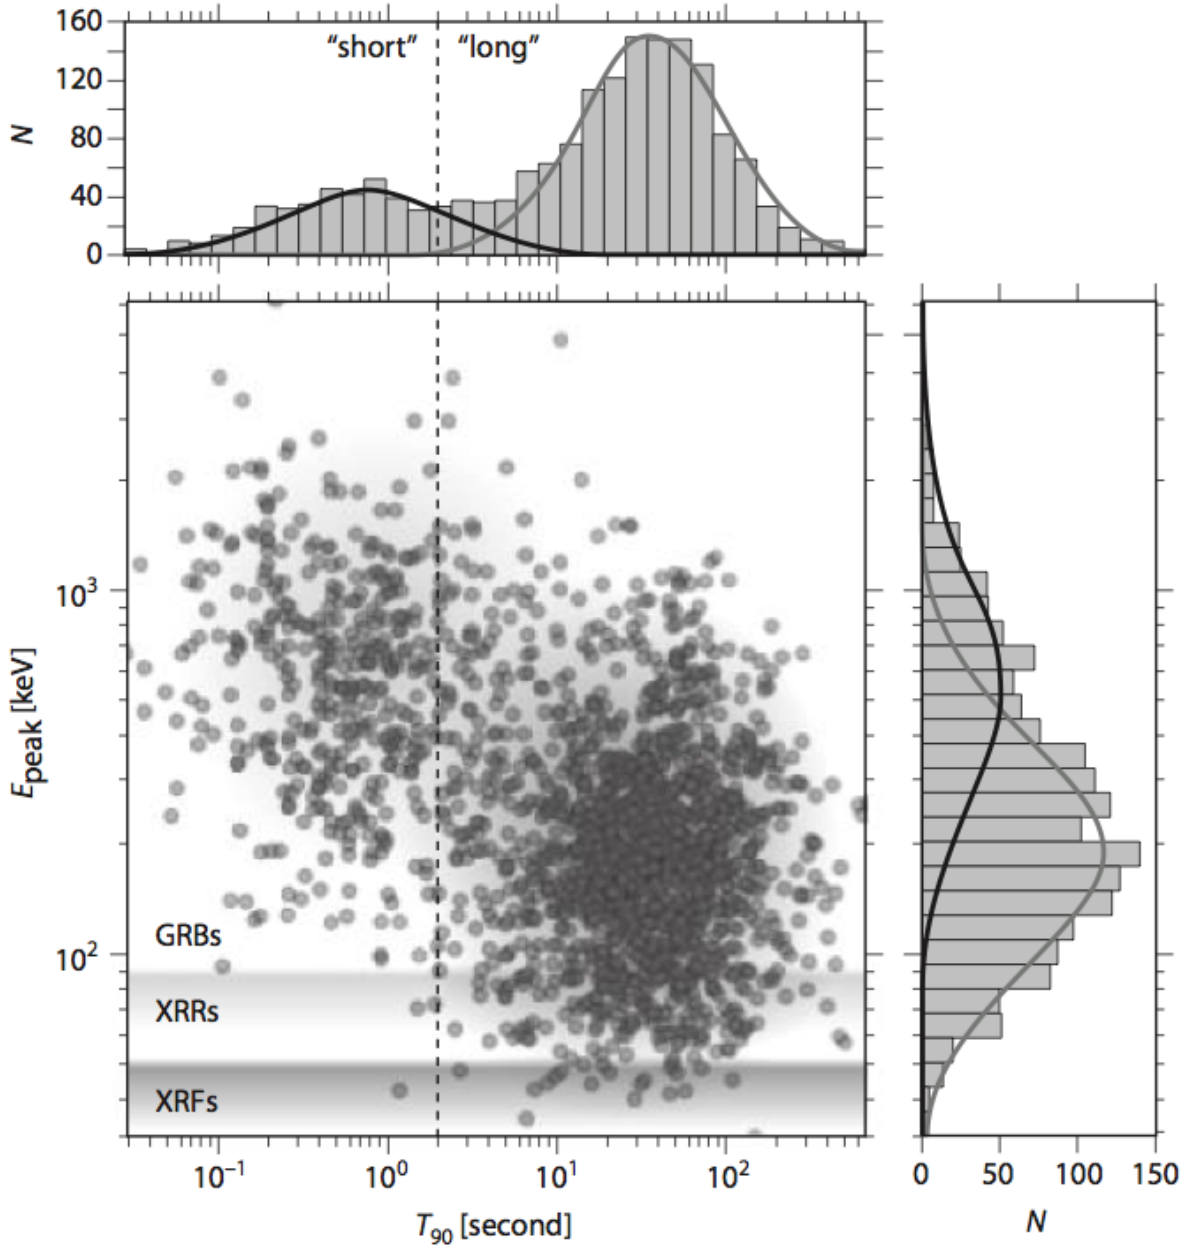 160
120
80
40
0
N
"short" "long"
10³
10²
E_peak [keV]
GRBs
XRRs
XRFs
10⁻¹ 10⁰ 10¹ 10²
T₉₀ [second]
0 50 100 150
N